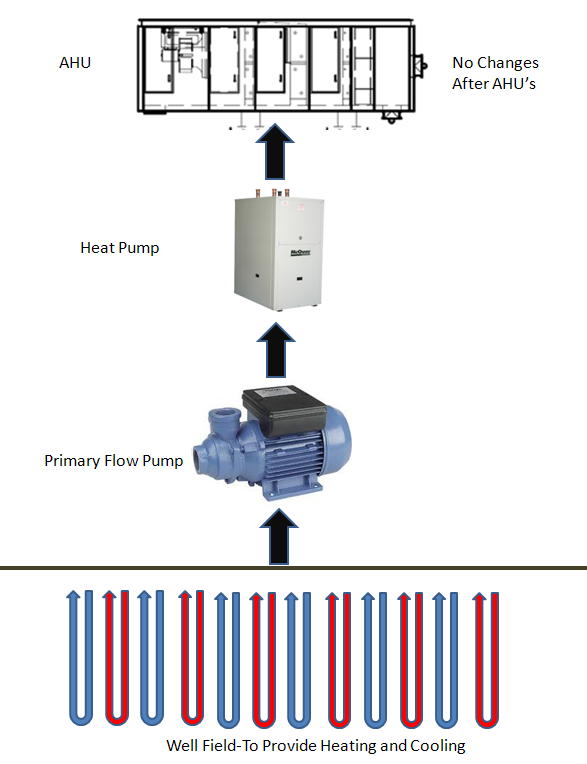 AHU
No Changes
After AHU's
Heat Pump
McQuay
Primary Flow Pump
Well Field-To Provide Heating and Cooling